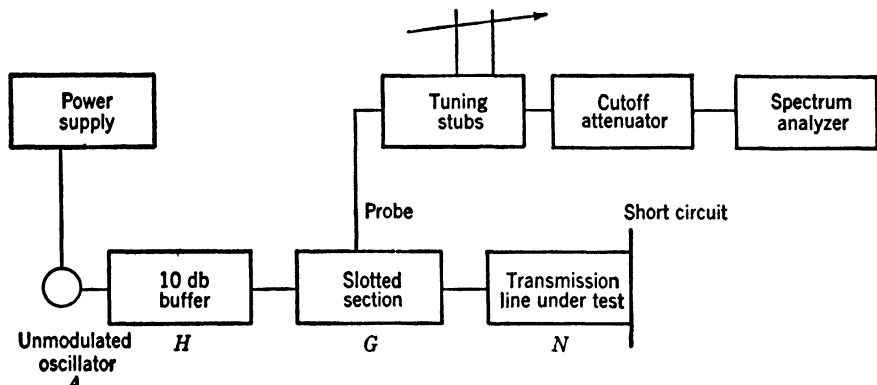 Power
supply
Tuning
stubs
Cutoff
attenuator
Spectrum
analyzer
Probe
Short circuit
10 db
buffer
Slotted
section
Transmission
line under test
Unmodulated
oscillator
A
H
G
N